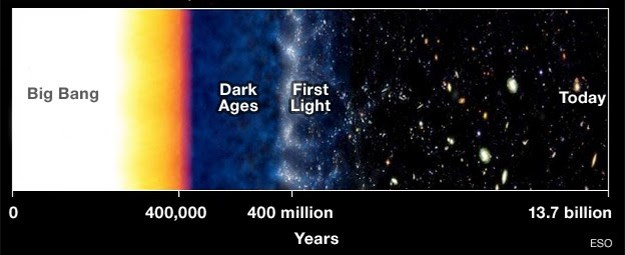 Big Bang
Dark
Ages
First
Light
Today
0
400,000
400 million
13.7 billion
Years
ESO